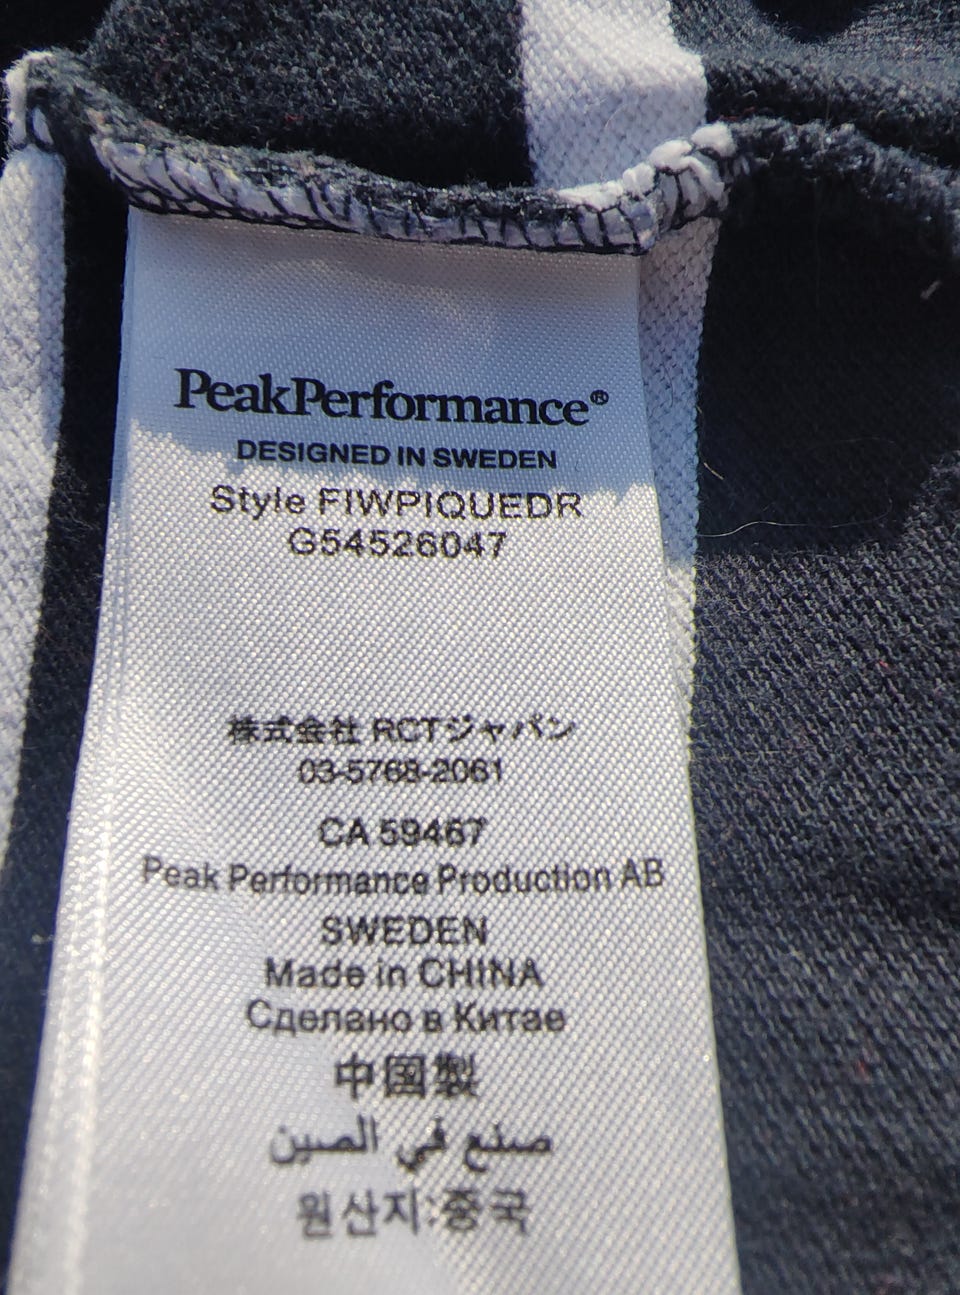 PeakPerformance®
DESIGNED IN SWEDEN
Style FIWPIQUEDR
G54526047
株式会社 RCTジャパン
03-5768-2061
CA 59467
Peak Performance Production AB
SWEDEN
Made in CHINA
Сделано в Китае
中国製
صنع في الصين
원산지:중국